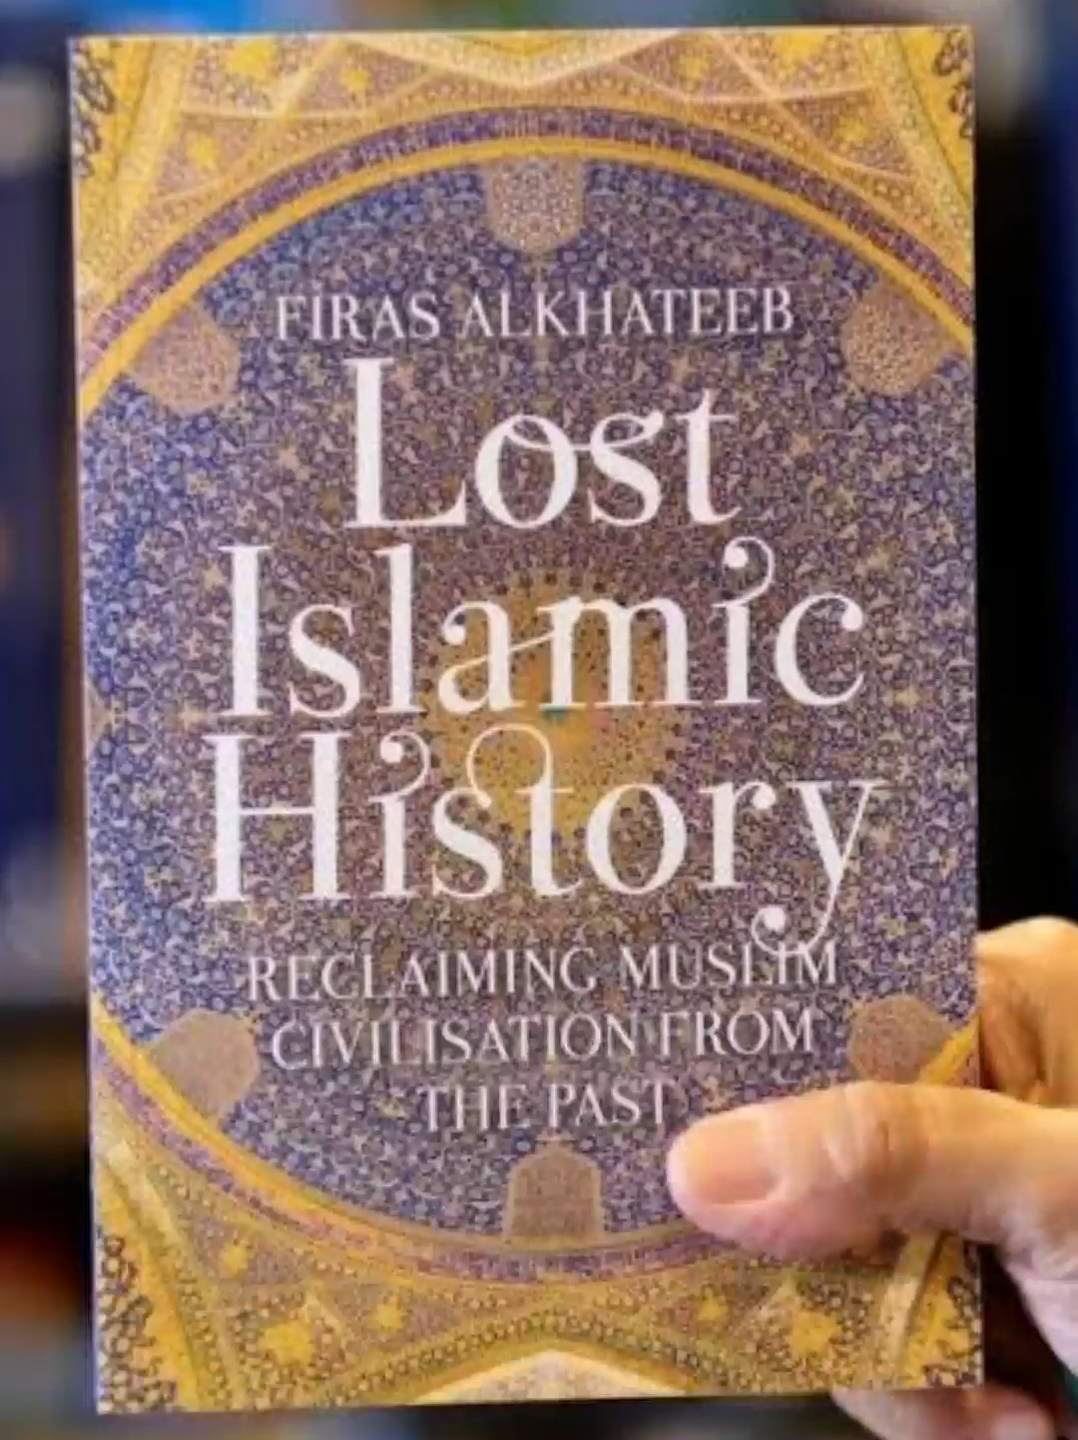 FIRAS ALKHATEEB
Lost
Islamic
History
RECLAIMING MUSLIM
CIVILISATION FROM
THE PAST